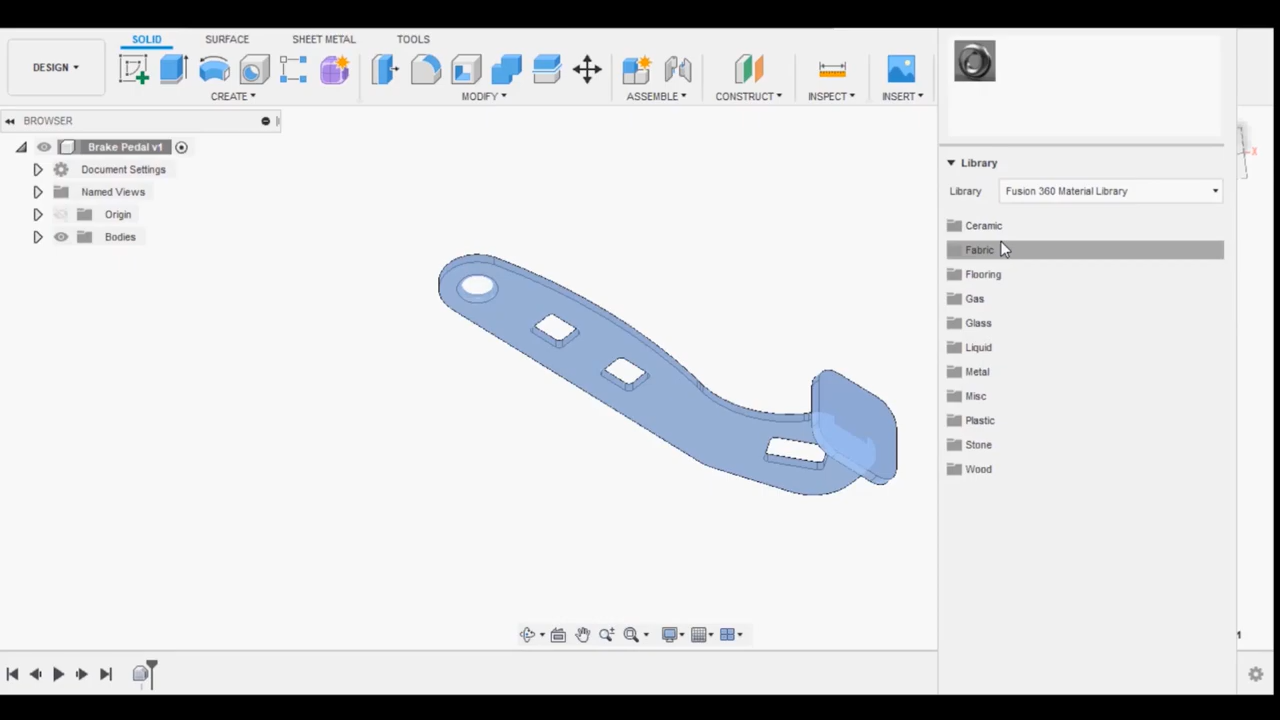 SOLID SURFACE SHEET METAL TOOLS
DESIGN
CREATE MODIFY ASSEMBLE CONSTRUCT INSPECT INSERT
BROWSER
Brake Pedal v1
Document Settings
Named Views
Origin
Bodies
X
Library
Library Fusion 360 Material Library
Ceramic
Fabric
Flooring
Gas
Glass
Liquid
Metal
Misc
Plastic
Stone
Wood